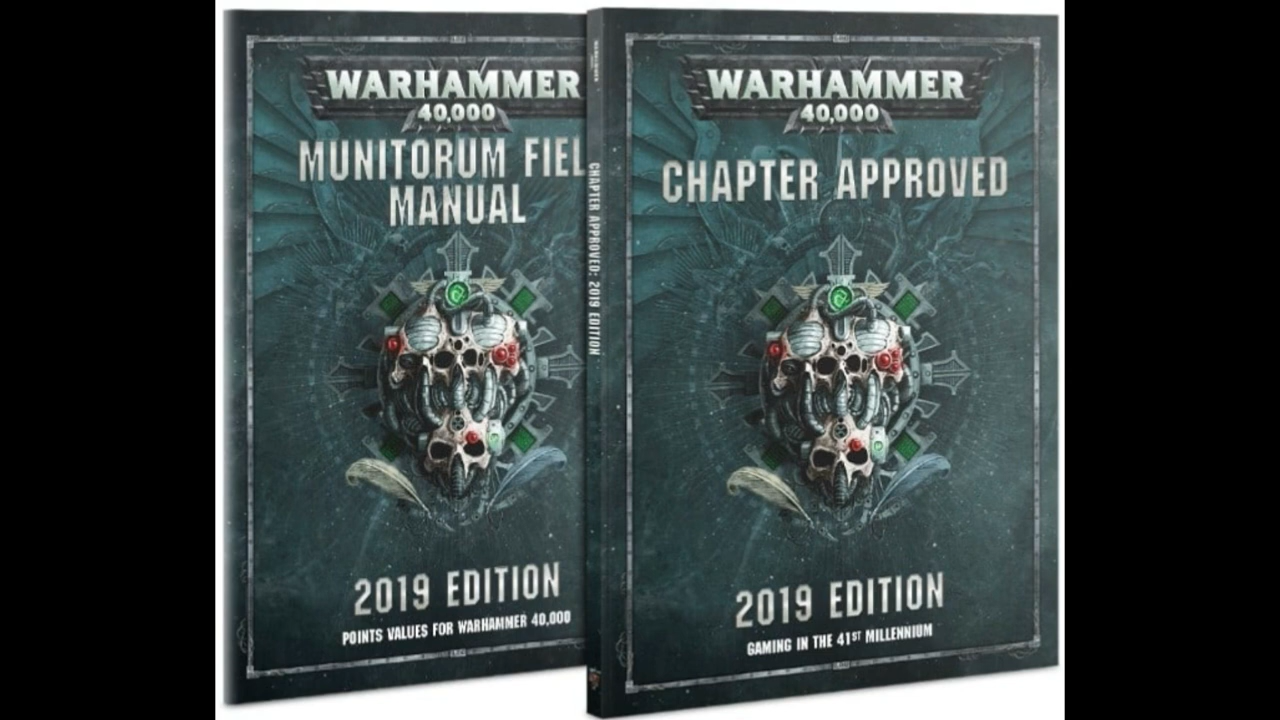 WARHAMMER
40,000
MUNITORUM FIEL
MANUAL
2019 EDITION
POINTS VALUES FOR WARHAMMER 40,000
CHAPTER APPROVED: 2019 EDITION
WARHAMMER
40,000
CHAPTER APPROVED
2019 EDITION
GAMING IN THE 41ST MILLENNIUM